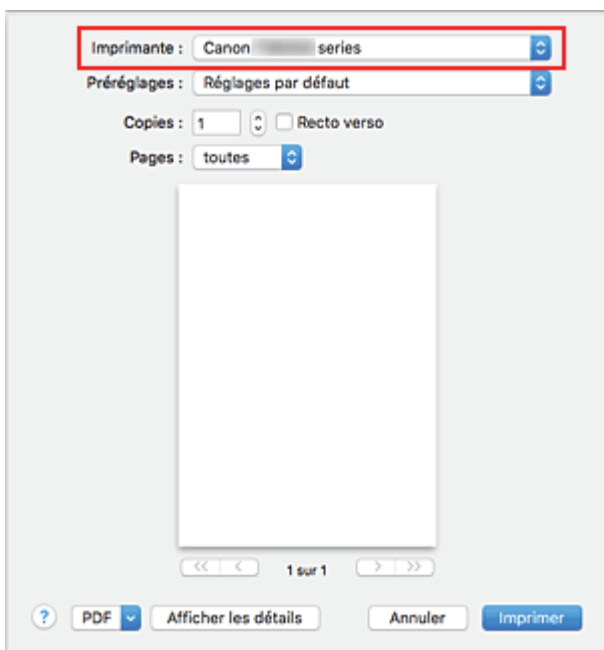 Imprimante : Canon series
Préréglages : Réglages par défaut
Copies : 1 Recto verso
Pages : toutes
<< < 1 sur 1 > >>
? PDF Afficher les détails Annuler Imprimer